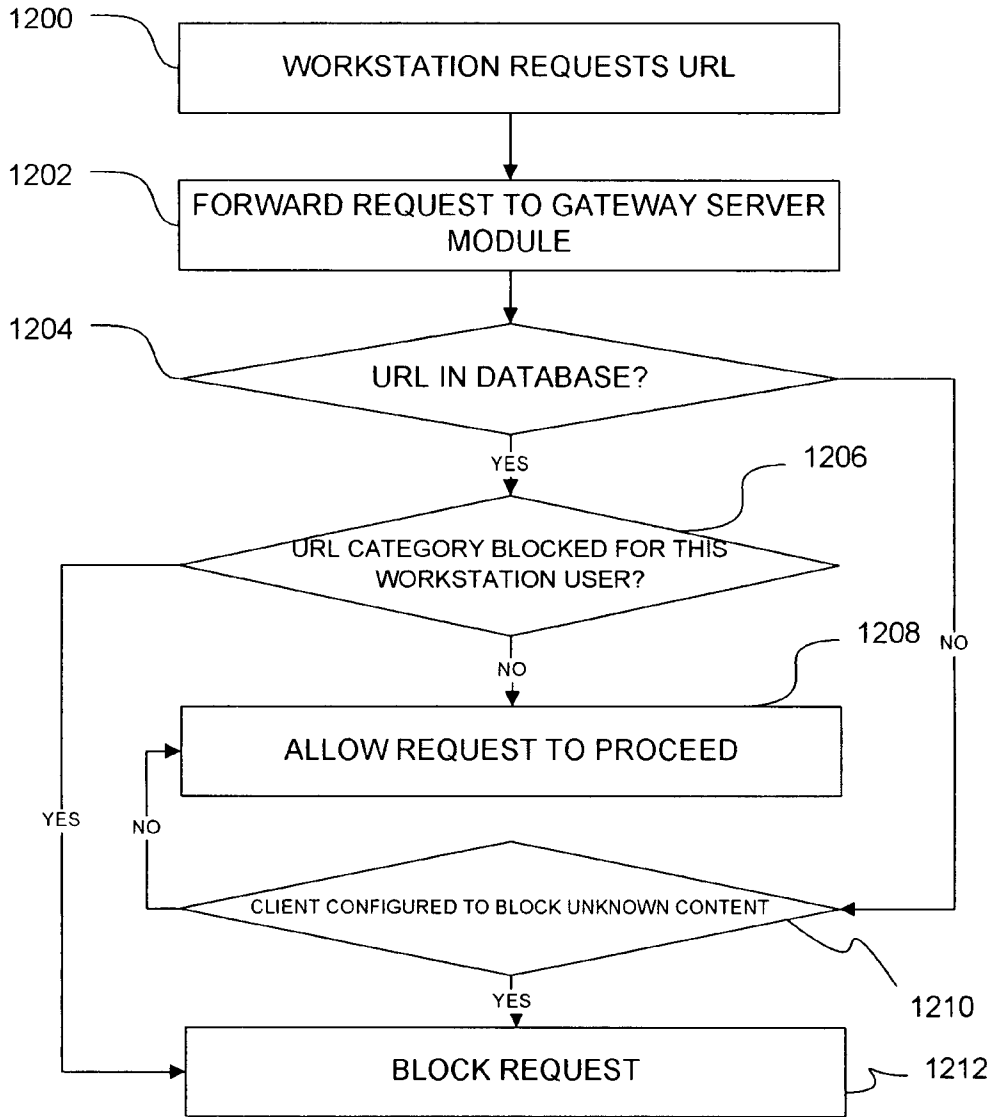 1200
WORKSTATION REQUESTS URL
1202
FORWARD REQUEST TO GATEWAY SERVER
MODULE
1204
URL IN DATABASE?
YES
1206
URL CATEGORY BLOCKED FOR THIS
WORKSTATION USER?
1208
NO
NO
ALLOW REQUEST TO PROCEED
YES
NO
CLIENT CONFIGURED TO BLOCK UNKNOWN CONTENT
YES
1210
BLOCK REQUEST
1212